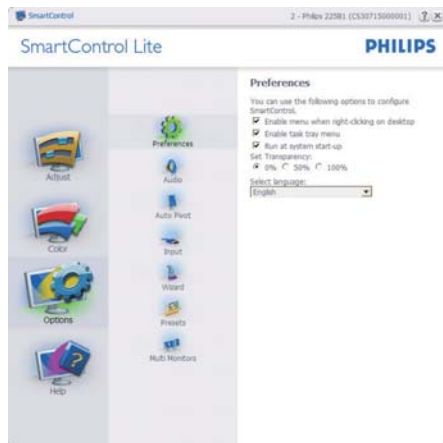 SmartControl
2 - Philips 225B1 (CS30715000001)
SmartControl Lite
PHILIPS
Adjust
Color
Options
Help
Preferences
Audio
Auto Pivot
Input
Wizard
Presets
Multi Monitors
Preferences
You can use the following options to configure
SmartControl.
Enable menu when right-clicking on desktop
Enable task tray menu
Run at system start-up
Set Transparency:
0% 50% 100%
Select language:
English